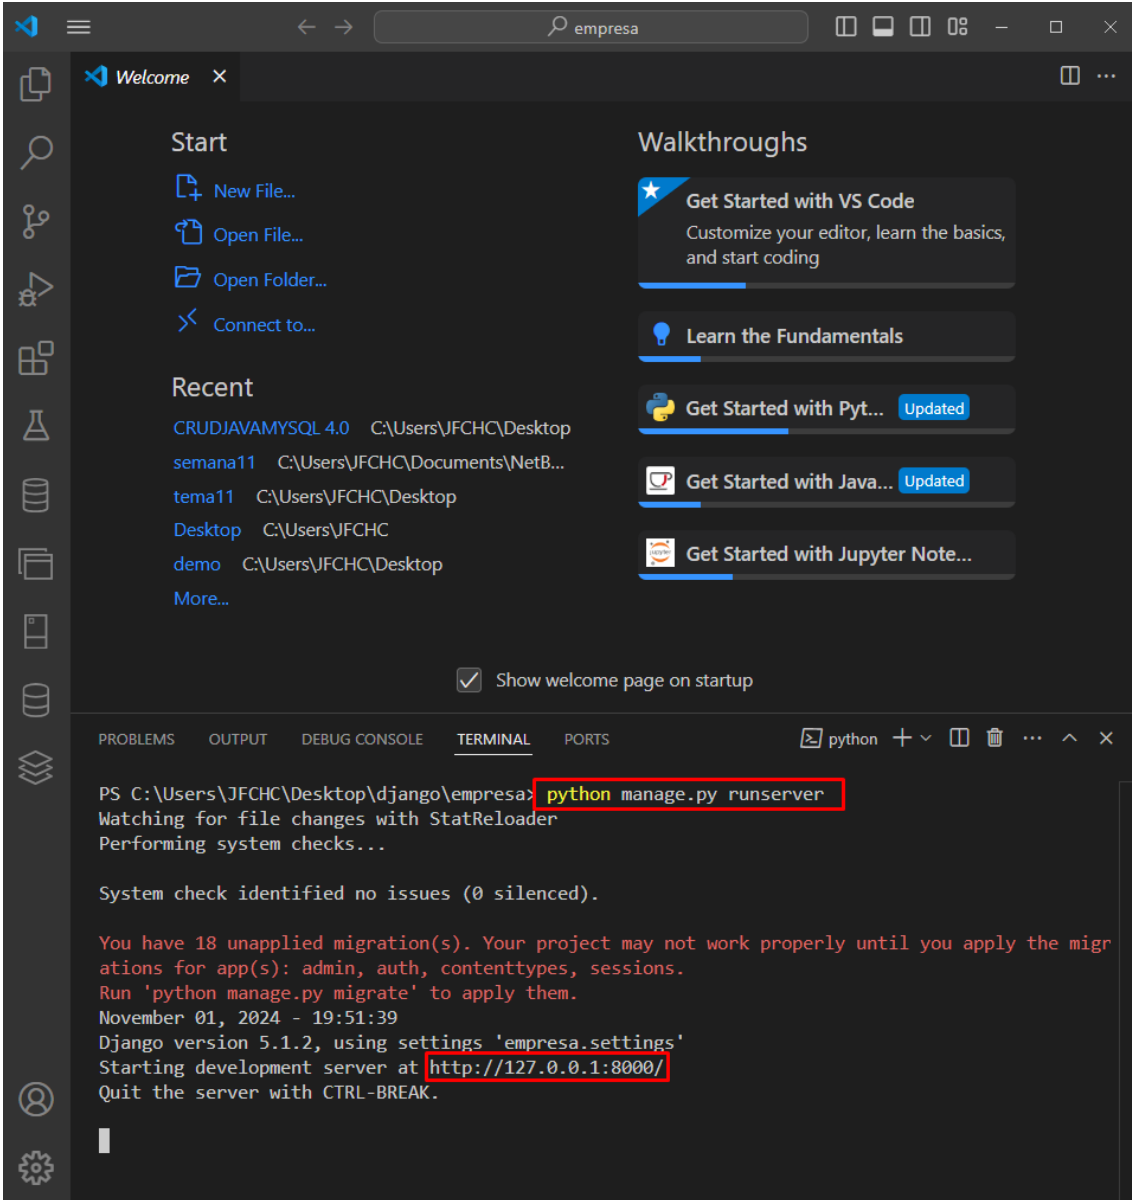 empresa
Welcome
Start
New File...
Open File...
Open Folder...
Connect to...
Recent
CRUDJAVAMYSQL 4.0 C:\Users\JFCHC\Desktop
semana11 C:\Users\JFCHC\Documents\NetB...
tema11 C:\Users\JFCHC\Desktop
Desktop C:\Users\JFCHC
demo C:\Users\JFCHC\Desktop
More...
Walkthroughs
Get Started with VS Code
Customize your editor, learn the basics,
and start coding
Learn the Fundamentals
Get Started with Pyt... Updated
Get Started with Java... Updated
Get Started with Jupyter Note...
Show welcome page on startup
PROBLEMS OUTPUT DEBUG CONSOLE TERMINAL PORTS python
PS C:\Users\JFCHC\Desktop\django\empresa> python manage.py runserver
Watching for file changes with StatReloader
Performing system checks...
System check identified no issues (0 silenced).
You have 18 unapplied migration(s). Your project may not work properly until you apply the migr
ations for app(s): admin, auth, contenttypes, sessions.
Run 'python manage.py migrate' to apply them.
November 01, 2024 - 19:51:39
Django version 5.1.2, using settings 'empresa.settings'
Starting development server at http://127.0.0.1:8000/
Quit the server with CTRL-BREAK.